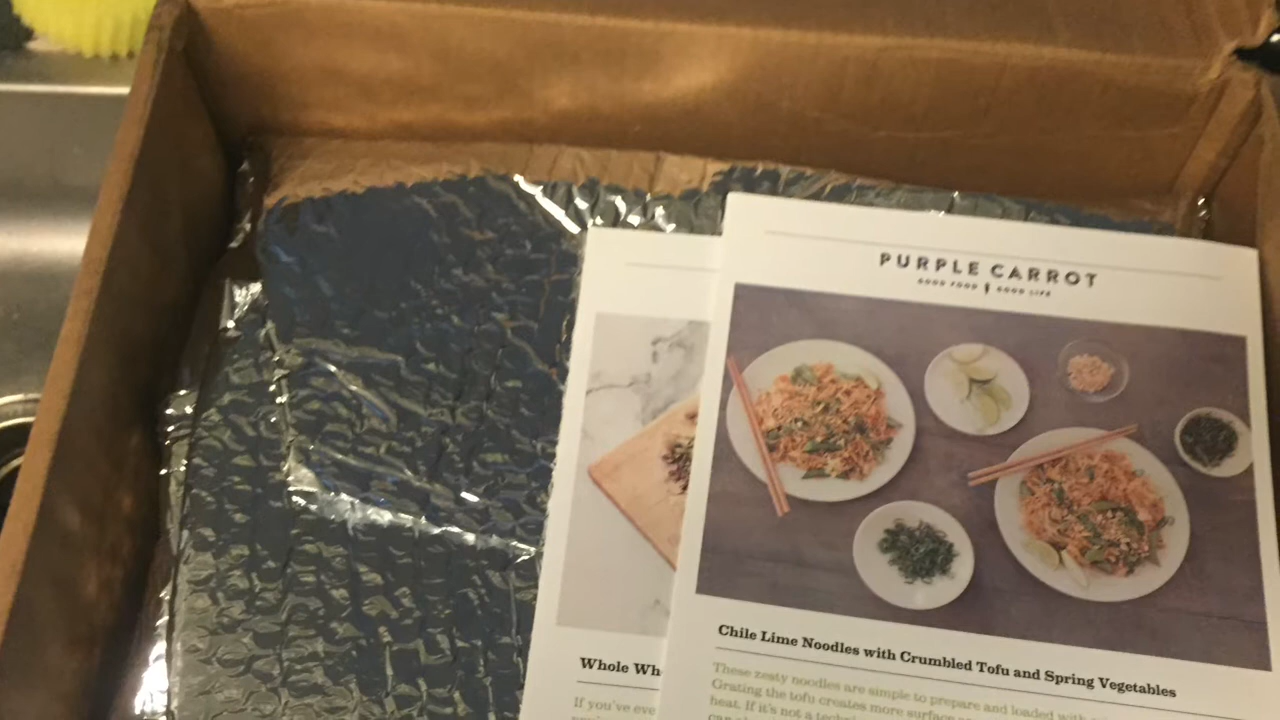 PURPLE CARROT
GOOD FOOD GOOD LIFE
Chile Lime Noodles with Crumbled Tofu and Spring Vegetables
These zesty noodles are simple to prepare and loaded with
Grating the tofu creates more surface
heat. If it's not a
Whole Wh
If you've eve